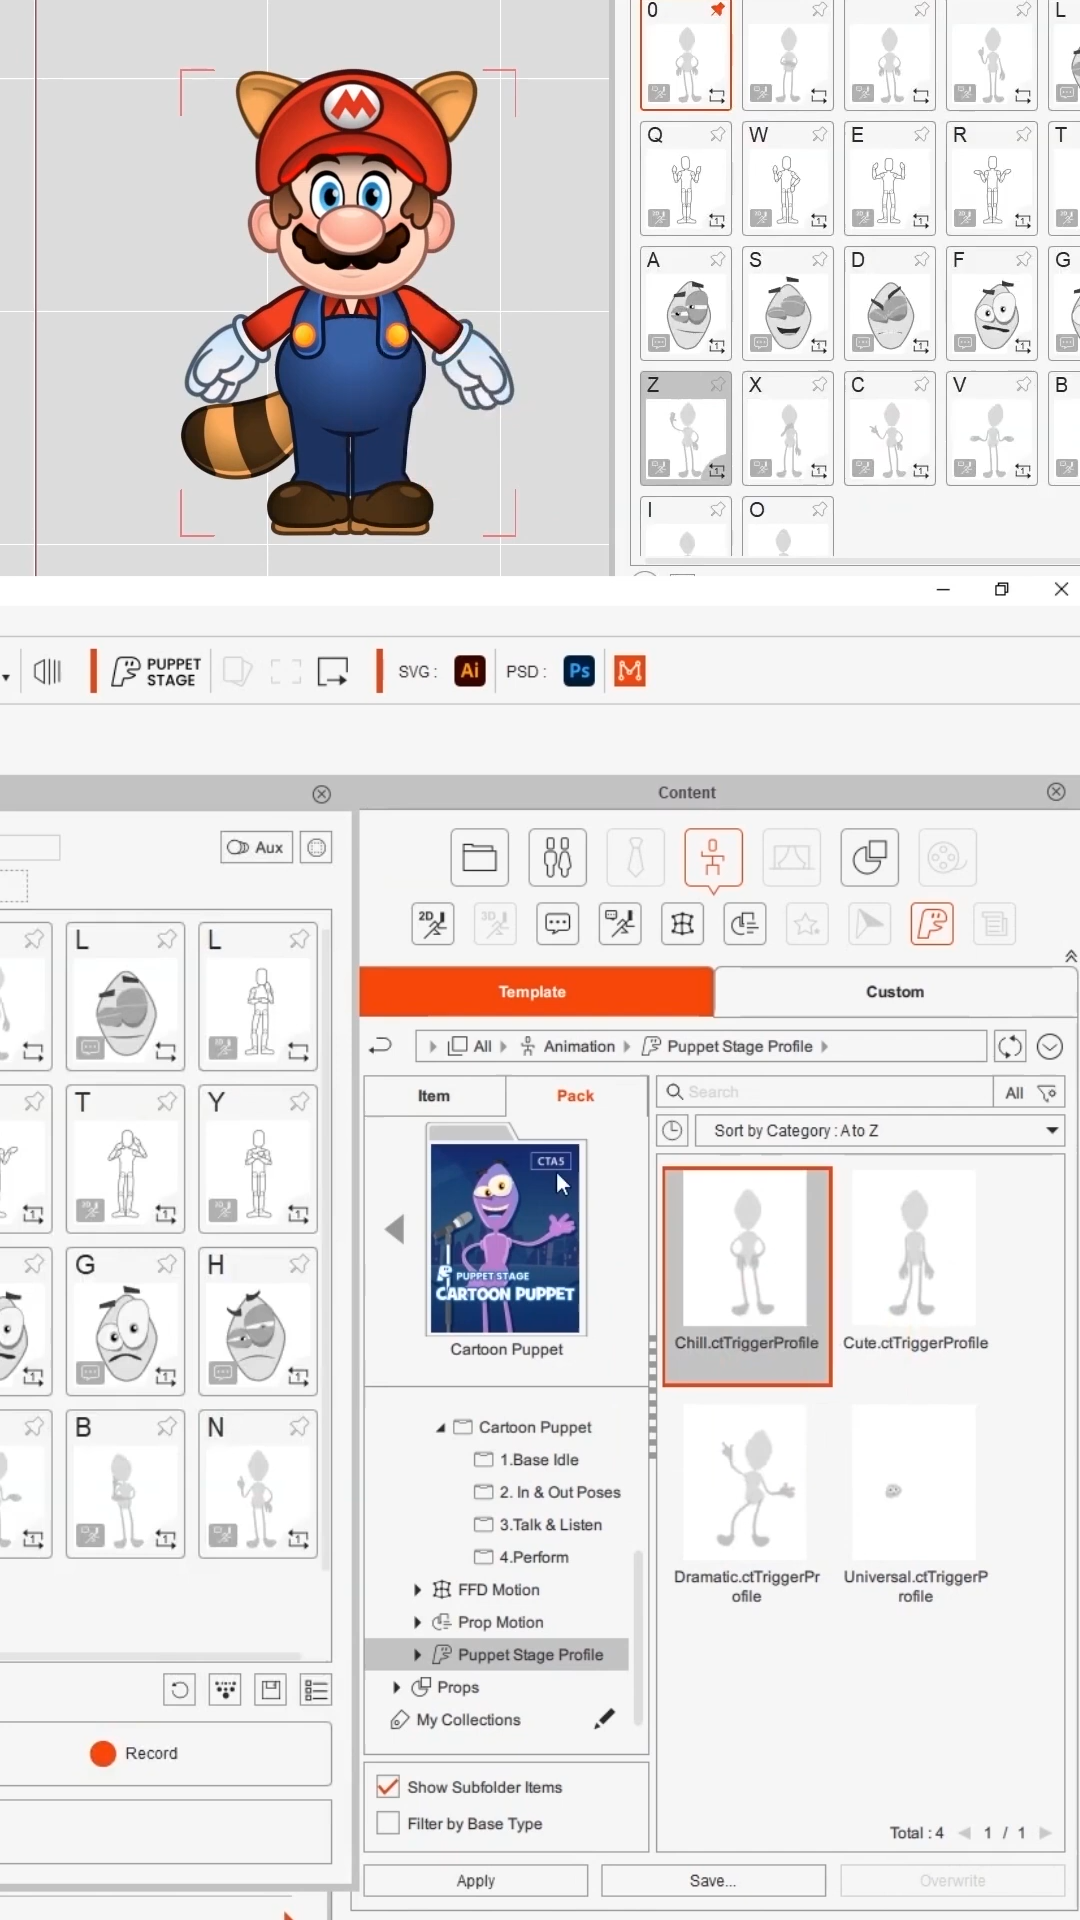 M
0
L
Q
W
E
R
T
A
S
D
F
G
Z
X
C
V
B
I
O
PUPPET
STAGE
SVG :
Ai
PSD :
Ps
Content
Aux
L
L
T
Y
G
H
B
N
2D
3D
Template
Custom
All
Animation
Puppet Stage Profile
Item
Pack
Search
All
Sort by Category : A to Z
CTA5
PUPPET STAGE
CARTOON PUPPET
Cartoon Puppet
Chill.ctTriggerProfile
Cute.ctTriggerProfile
Dramatic.ctTriggerPr
ofile
Universal.ctTriggerP
rofile
Cartoon Puppet
1.Base Idle
2. In & Out Poses
3.Talk & Listen
4.Perform
FFD Motion
Prop Motion
Puppet Stage Profile
Props
My Collections
Record
Show Subfolder Items
Filter by Base Type
Total : 4
1 / 1
Apply
Save...
Overwrite